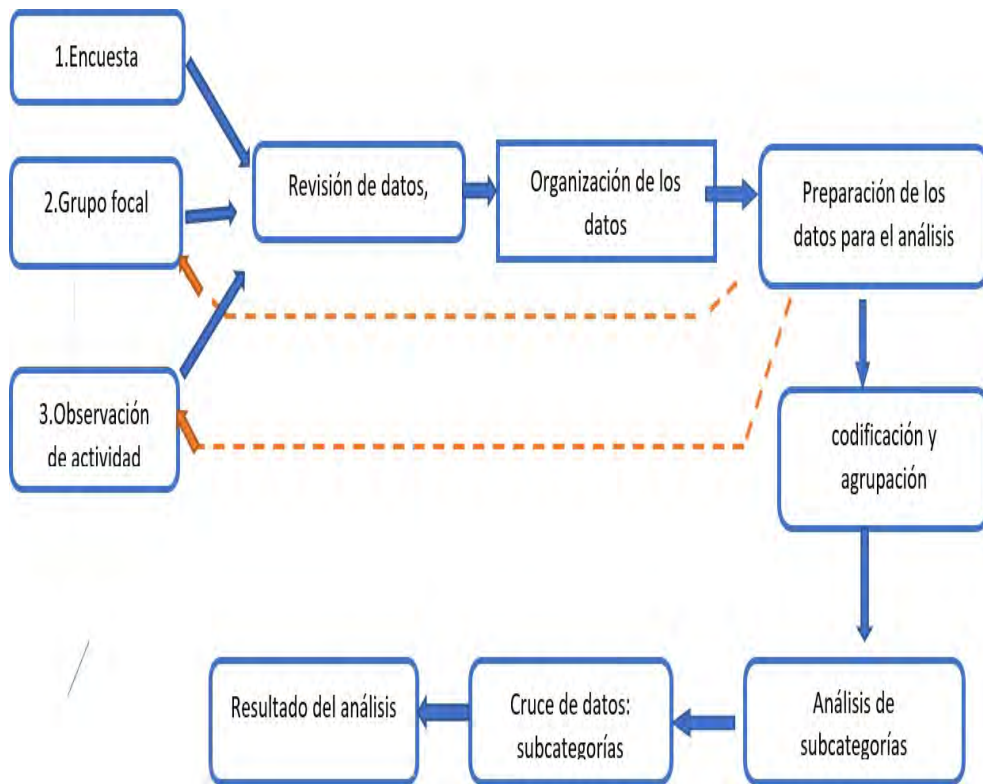 1.Encuesta
2.Grupo focal
3.Observación
de actividad
Revisión de datos,
Organización de los
datos
Preparación de los
datos para el análisis
codificación y
agrupación
Análisis de
subcategorías
Cruce de datos:
subcategorías
Resultado del análisis